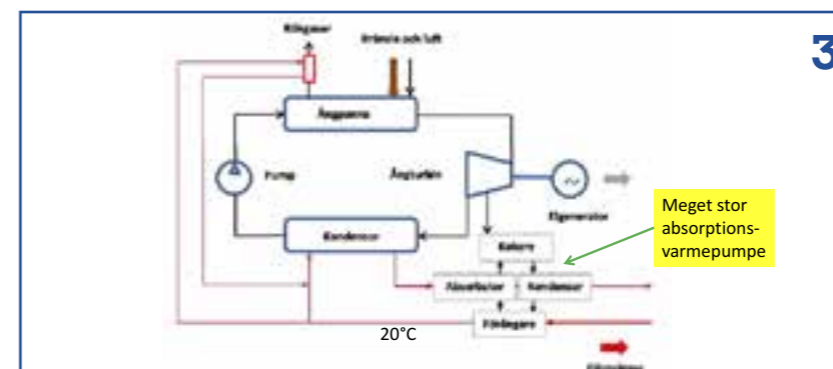 Rökgaser
Bränsle och luft
3
Ångpanna
Pump
Ångturbin
Elgenerator
Meget stor
absorptions-
varmepumpe
Kondensor
Kokare
Absorbator
Kondensor
Förångare
20°C